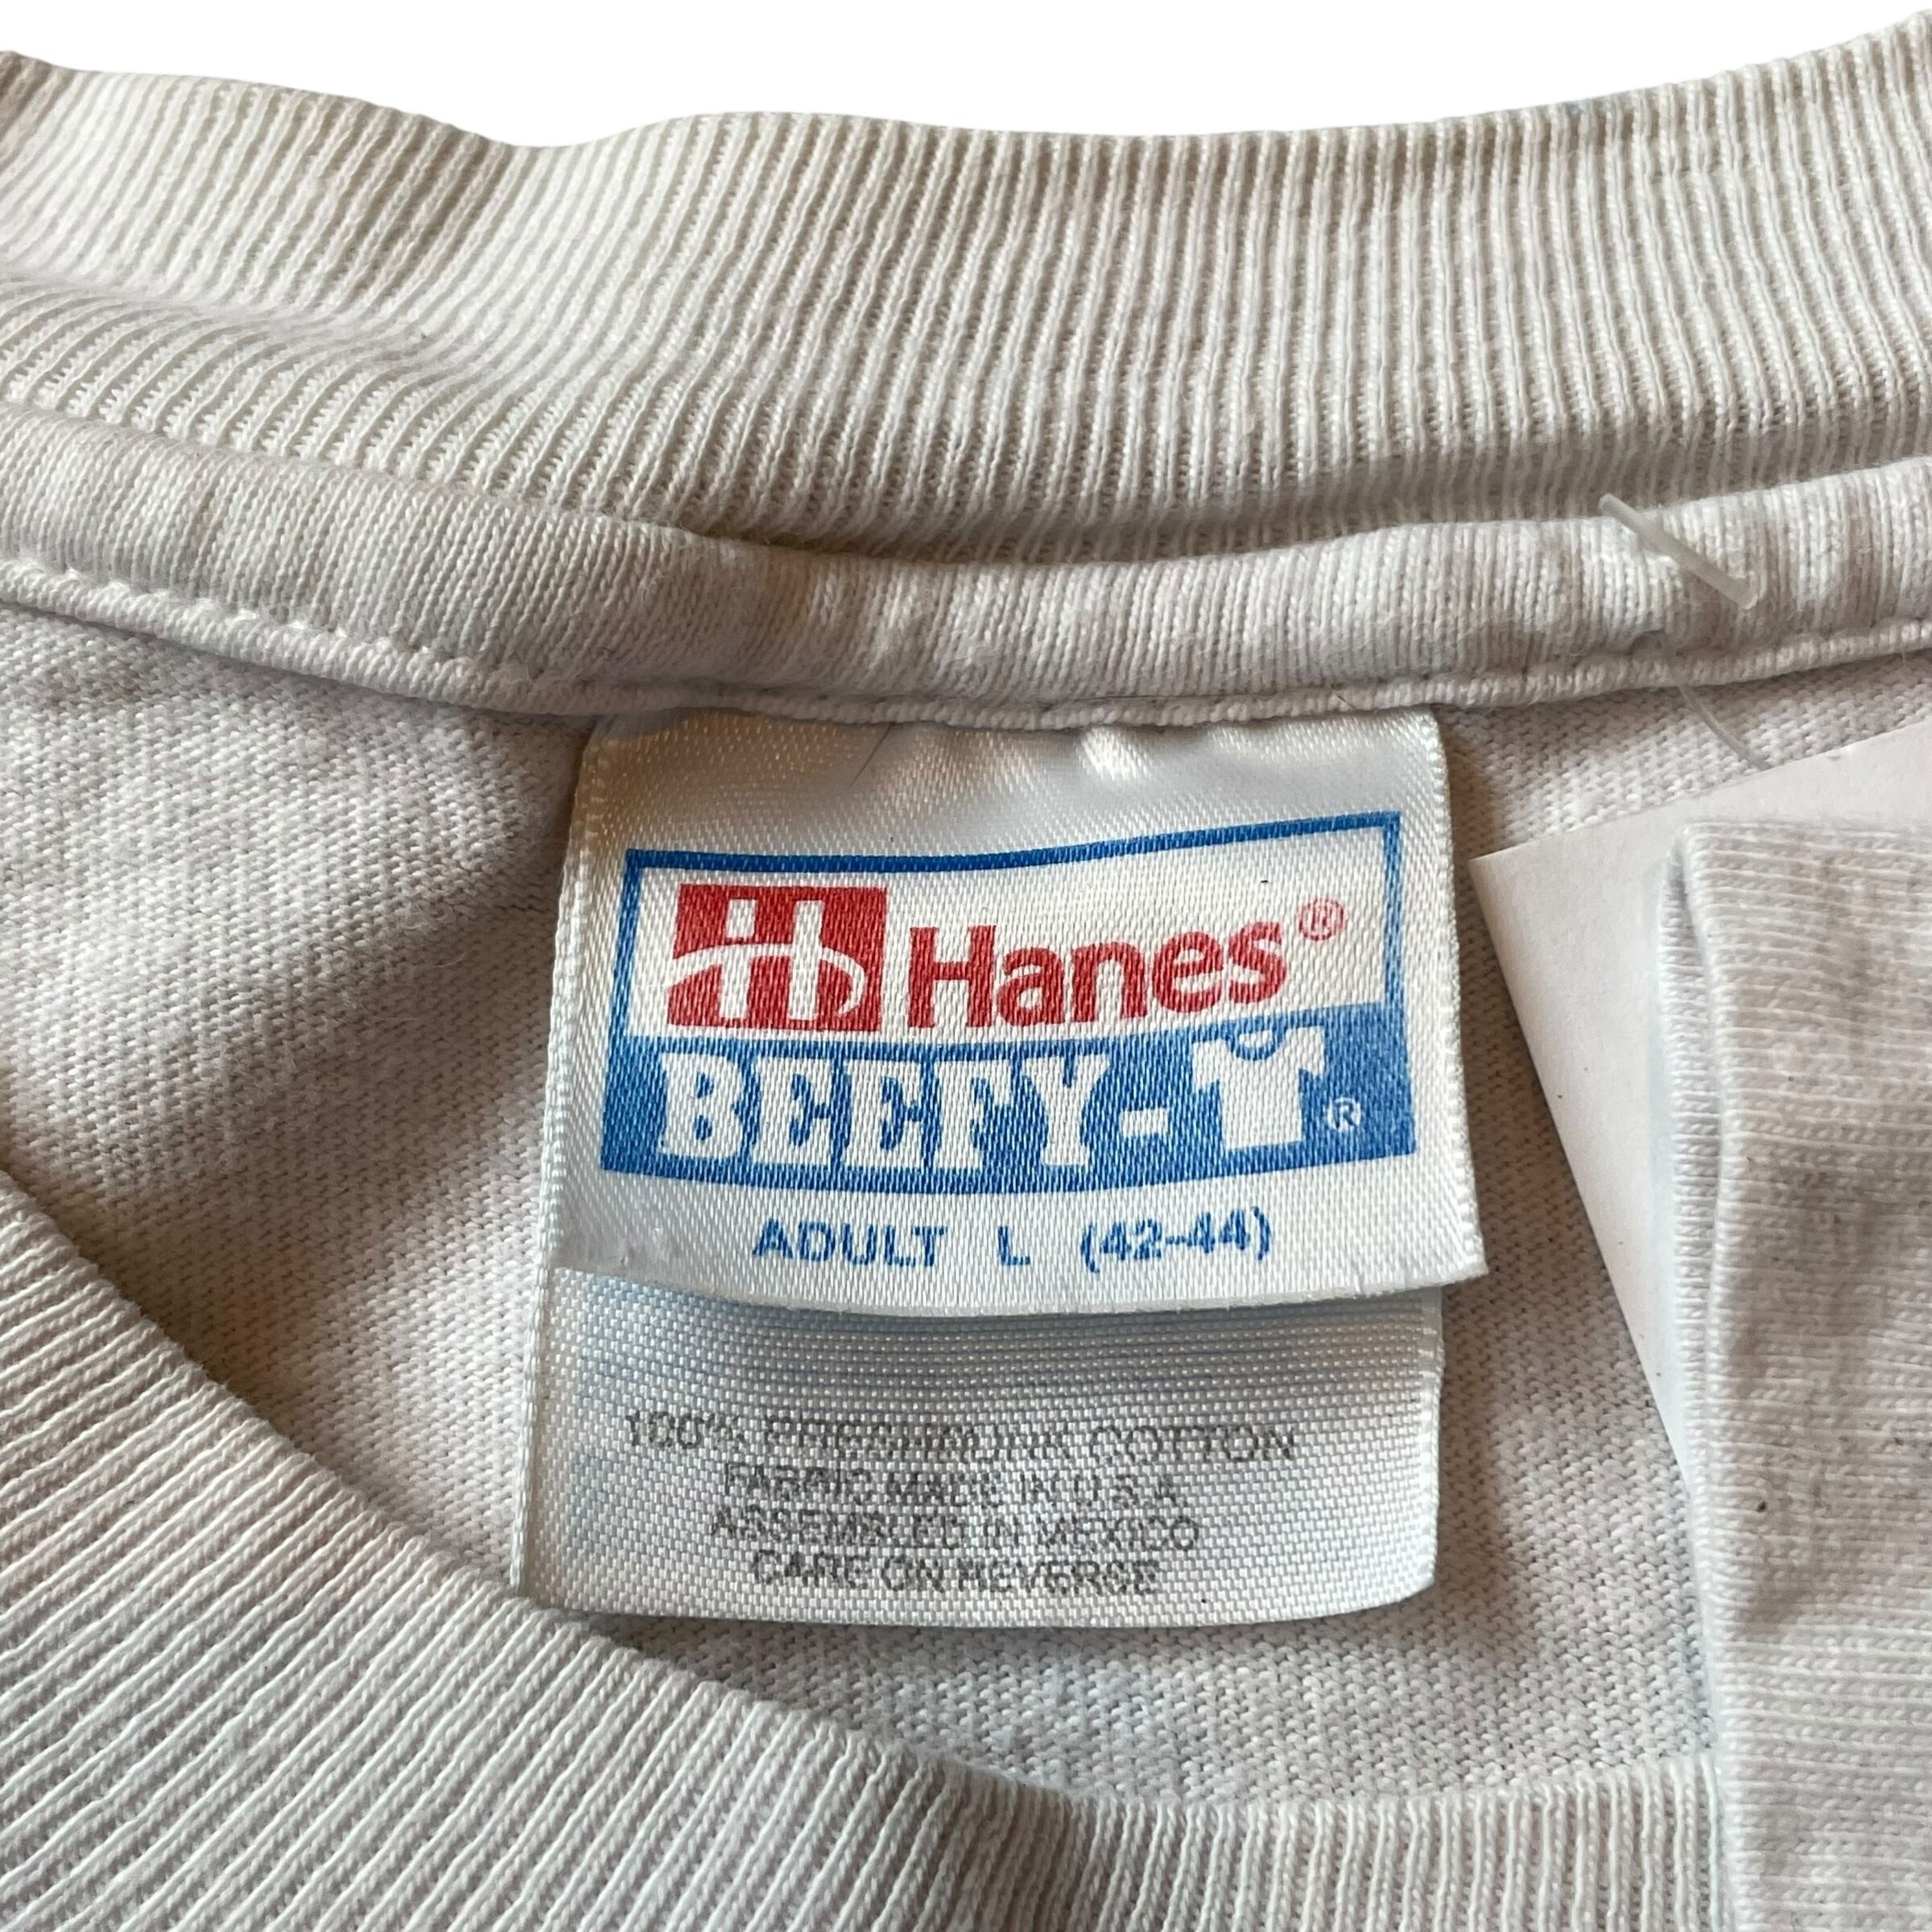 Hanes®
BEEFY-T®
ADULT L (42-44)
100% PRESHRUNK COTTON
FABRIC MADE IN U.S.A.
ASSEMBLED IN MEXICO
CARE ON REVERSE